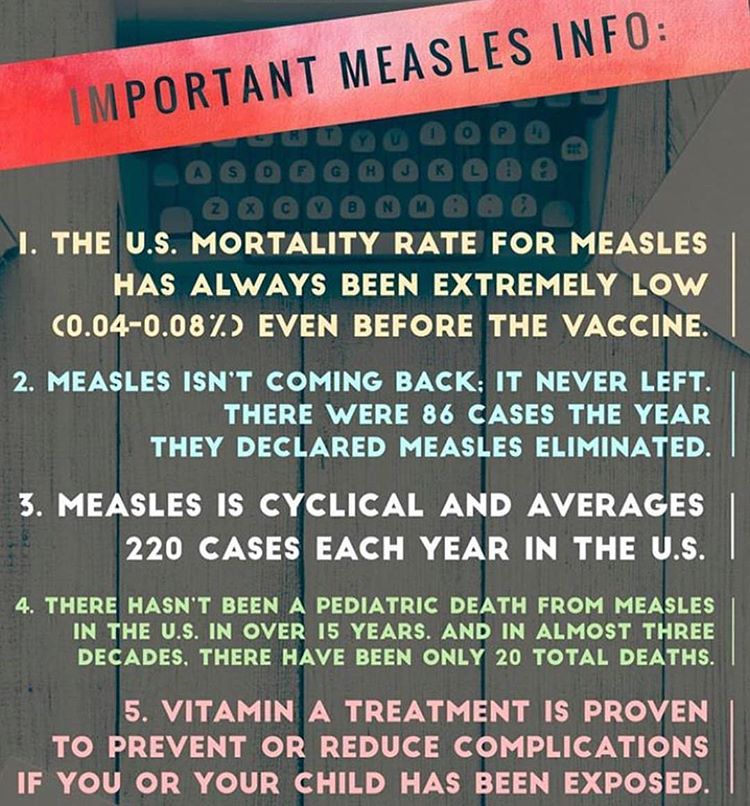 IMPORTANT MEASLES INFO:
1. THE U.S. MORTALITY RATE FOR MEASLES
HAS ALWAYS BEEN EXTREMELY LOW
(0.04-0.08%) EVEN BEFORE THE VACCINE.
2. MEASLES ISN'T COMING BACK; IT NEVER LEFT.
THERE WERE 86 CASES THE YEAR
THEY DECLARED MEASLES ELIMINATED.
3. MEASLES IS CYCLICAL AND AVERAGES
220 CASES EACH YEAR IN THE U.S.
4. THERE HASN'T BEEN A PEDIATRIC DEATH FROM MEASLES
IN THE U.S. IN OVER 15 YEARS. AND IN ALMOST THREE
DECADES, THERE HAVE BEEN ONLY 20 TOTAL DEATHS.
5. VITAMIN A TREATMENT IS PROVEN
TO PREVENT OR REDUCE COMPLICATIONS
IF YOU OR YOUR CHILD HAS BEEN EXPOSED.